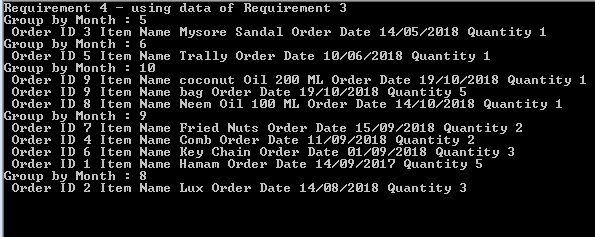 Requirement 4 - using data of Requirement 3
Group by Month : 5
Order ID 3 Item Name Mysore Sandal Order Date 14/05/2018 Quantity 1
Group by Month : 6
Order ID 5 Item Name Trally Order Date 10/06/2018 Quantity 1
Group by Month : 10
Order ID 9 Item Name coconut Oil 200 ML Order Date 19/10/2018 Quantity 1
Order ID 9 Item Name bag Order Date 19/10/2018 Quantity 5
Order ID 8 Item Name Neem Oil 100 ML Order Date 14/10/2018 Quantity 1
Group by Month : 9
Order ID 7 Item Name Fried Nuts Order Date 15/09/2018 Quantity 2
Order ID 4 Item Name Comb Order Date 11/09/2018 Quantity 2
Order ID 6 Item Name Key Chain Order Date 01/09/2018 Quantity 3
Order ID 1 Item Name Hamam Order Date 14/09/2017 Quantity 5
Group by Month : 8
Order ID 2 Item Name Lux Order Date 14/08/2018 Quantity 3